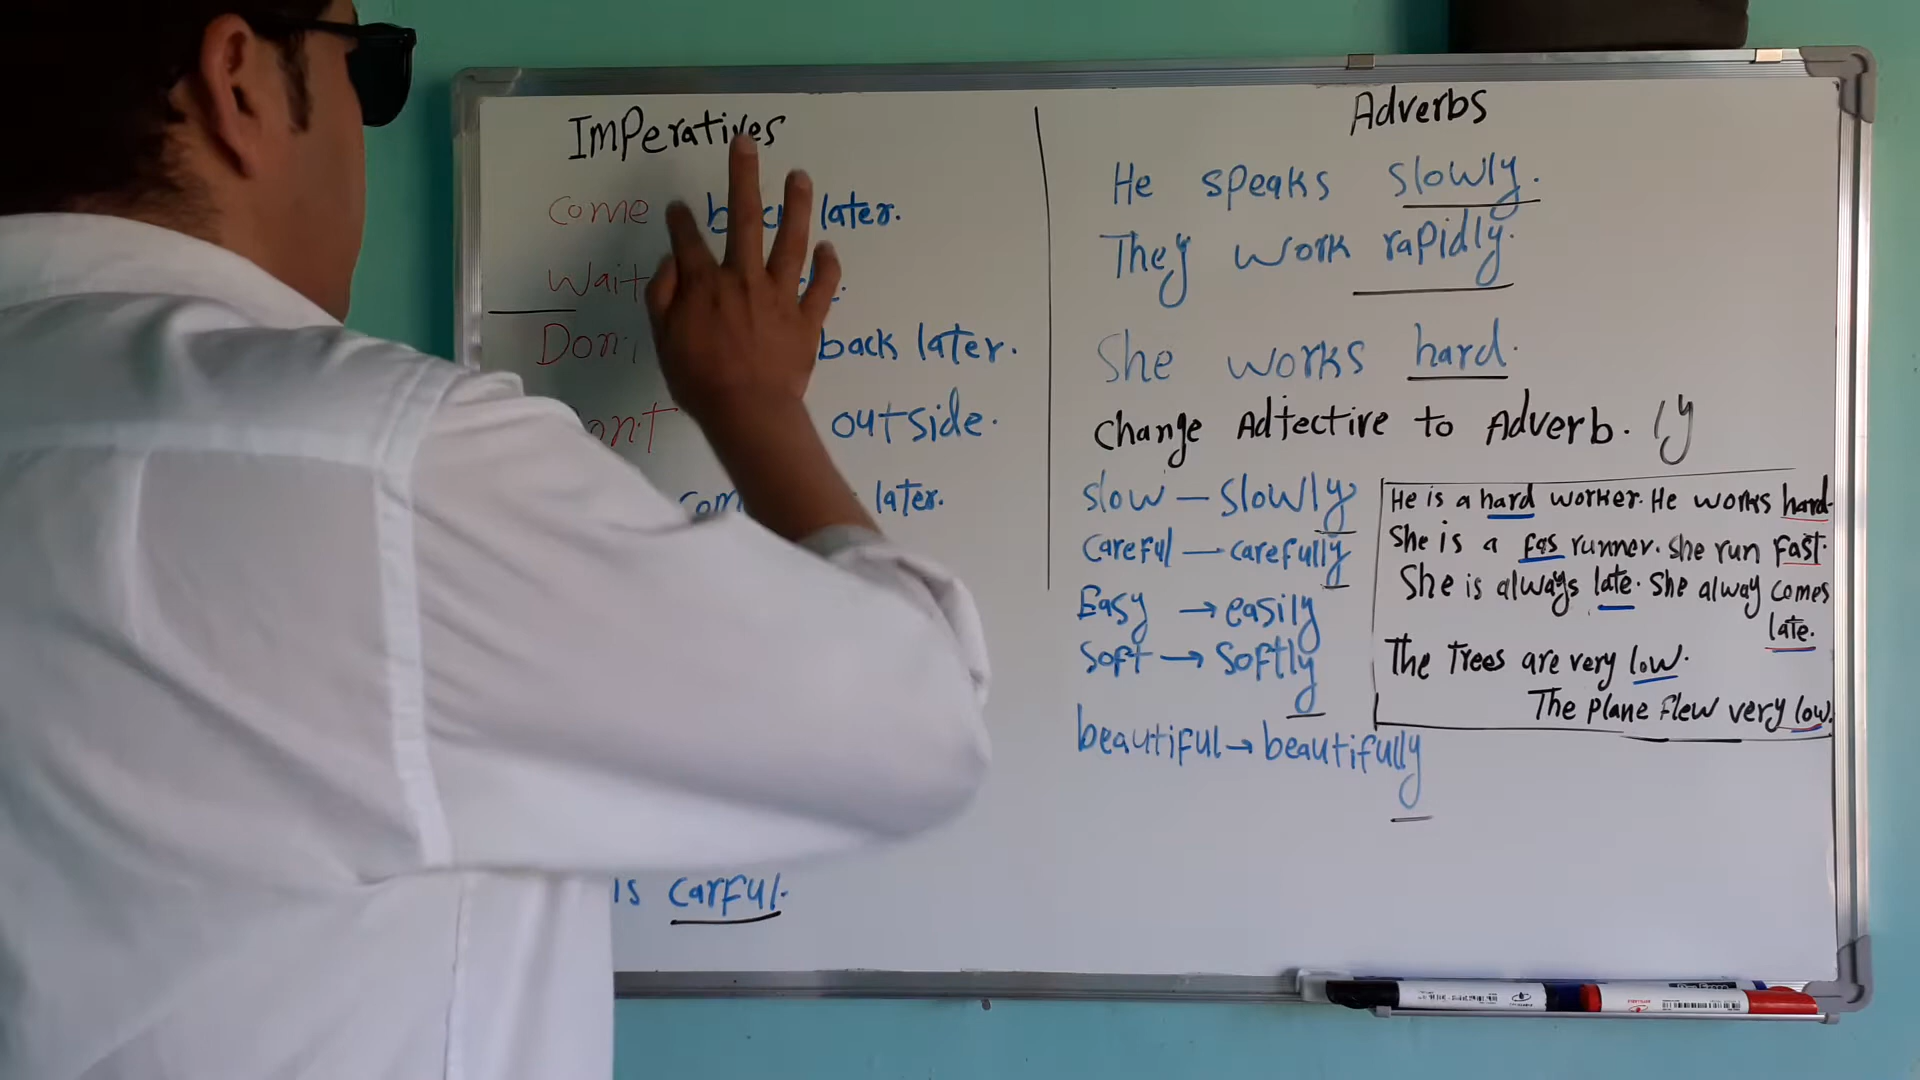 Imperatives
Come back later.
Wait
Don't back later.
outside.
come later.
is carful.
Adverbs
He speaks slowly.
They work rapidly.
She works hard.
Change Adjective to Adverb. ly
slow — slowly
Careful — carefully
Easy → easily
Soft → Softly
beautiful → beautifully
He is a hard worker. He works hard.
She is a fas runner. She run fast.
She is always late. She alway comes
late.
The Trees are very low.
The plane flew very low.